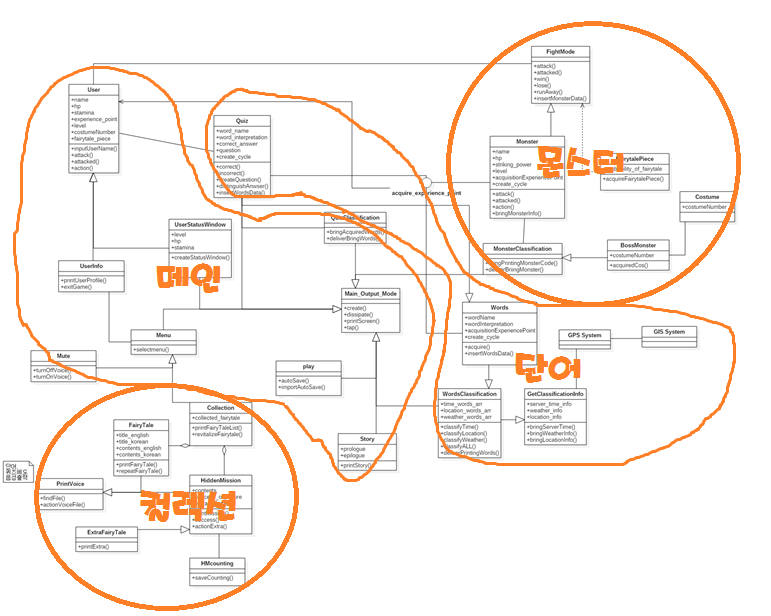 FightMode
+attack()
+attacked()
+win()
+lose()
+runAway()
+insertMonsterData()
User
+name
+hp
+stamina
+experience_point
+level
+costumeNumber
+fairytale_piece
+inputUserName()
+attack()
+attacked()
+action()
Quiz
+word_name
+word_interpretation
+correct_answer
+question
+create_cycle
+correct()
+incorrect()
+createQuestion()
+distinguishAnwser()
+insertWordsData()
Monster
+name
+hp
+striking_power
+level
+acquisitionExperiencePoint
+create_cycle
+attack()
+attacked()
+action()
+bringMonsterInfo()
몬스터
+acquireFairytalePiece()
acquire_experience_point
Costume
+costumeNumber
UserStatusWindow
+level
+hp
+stamina
+createStatusWindow()
+bringAcquiredWords()
+deliverBringWords()
MonsterClassification
BossMonster
+costumeNumber
+acquiredCos()
UserInfo
+printUserProfile()
+exitGame()
메인
Main_Output_Mode
+create()
+dissipate()
+printScreen()
+tap()
Words
+wordName
+wordInterpretation
+acquisitionExperiencePoint
+create_cycle
+acquire()
+insertWordsData()
GPS System
GIS System
Menu
+selectmenu()
Mute
+turnOffVoice()
+turnOnVoice()
play
+autoSave()
+importAutoSave()
단어
WordsClassification
+time_words_arr
+location_words_arr
+weather_words_arr
+classifyTime()
+classifyLocation()
+classifyWeather()
+classifyALL()
+deliverPrintingWords()
GetClassificationInfo
+server_time_info
+weather_info
+location_info
+bringServerTime()
+bringWeatherInfo()
+bringLocationInfo()
Collection
+collected_fairytale
+printFairyTaleList()
+revitalizeFairytale()
FairyTale
+title_english
+title_korean
+contents_english
+contents_korean
+printFairyTale()
+repeatFairyTale()
Story
+prologue
+epilogue
+printStory()
PrintVoice
+findFile()
+actionVoiceFile()
HiddenMission
+contents
+actionExtra()
컬렉션
ExtraFairyTale
+printExtra()
HMcounting
+saveCounting()